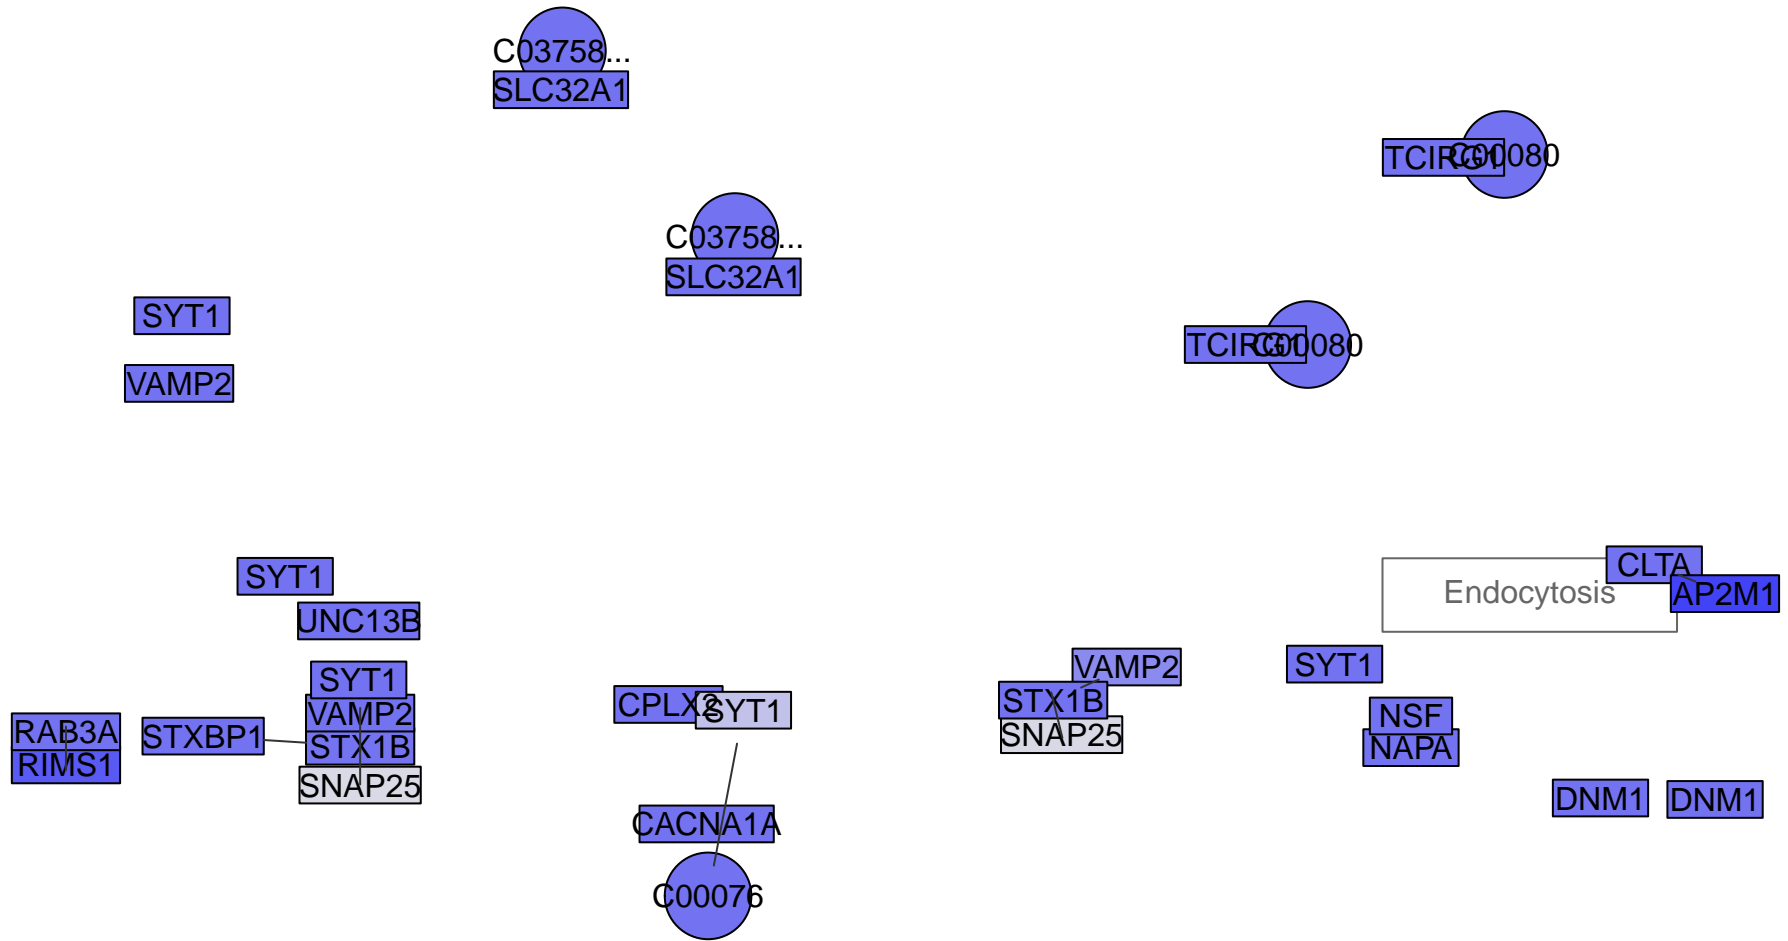 C03758...
SLC32A1
TCIRG1
C00080
C03758...
SLC32A1
SYT1
TCIRG1
C00080
VAMP2
SYT1
CLTA
Endocytosis
AP2M1
UNC13B
SYT1
VAMP2
SYT1
CPLX2
SYT1
STX1B
VAMP2
NSF
RAB3A
STXBP1
STX1B
SNAP25
NAPA
RIMS1
SNAP25
DNM1
DNM1
CACNA1A
C00076